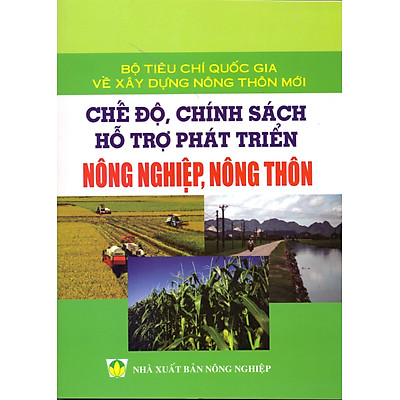 BỘ TIÊU CHÍ QUỐC GIA
VỀ XÂY DỰNG NÔNG THÔN MỚI
CHẾ ĐỘ, CHÍNH SÁCH
HỖ TRỢ PHÁT TRIỂN
NÔNG NGHIỆP, NÔNG THÔN
NHÀ XUẤT BẢN NÔNG NGHIỆP